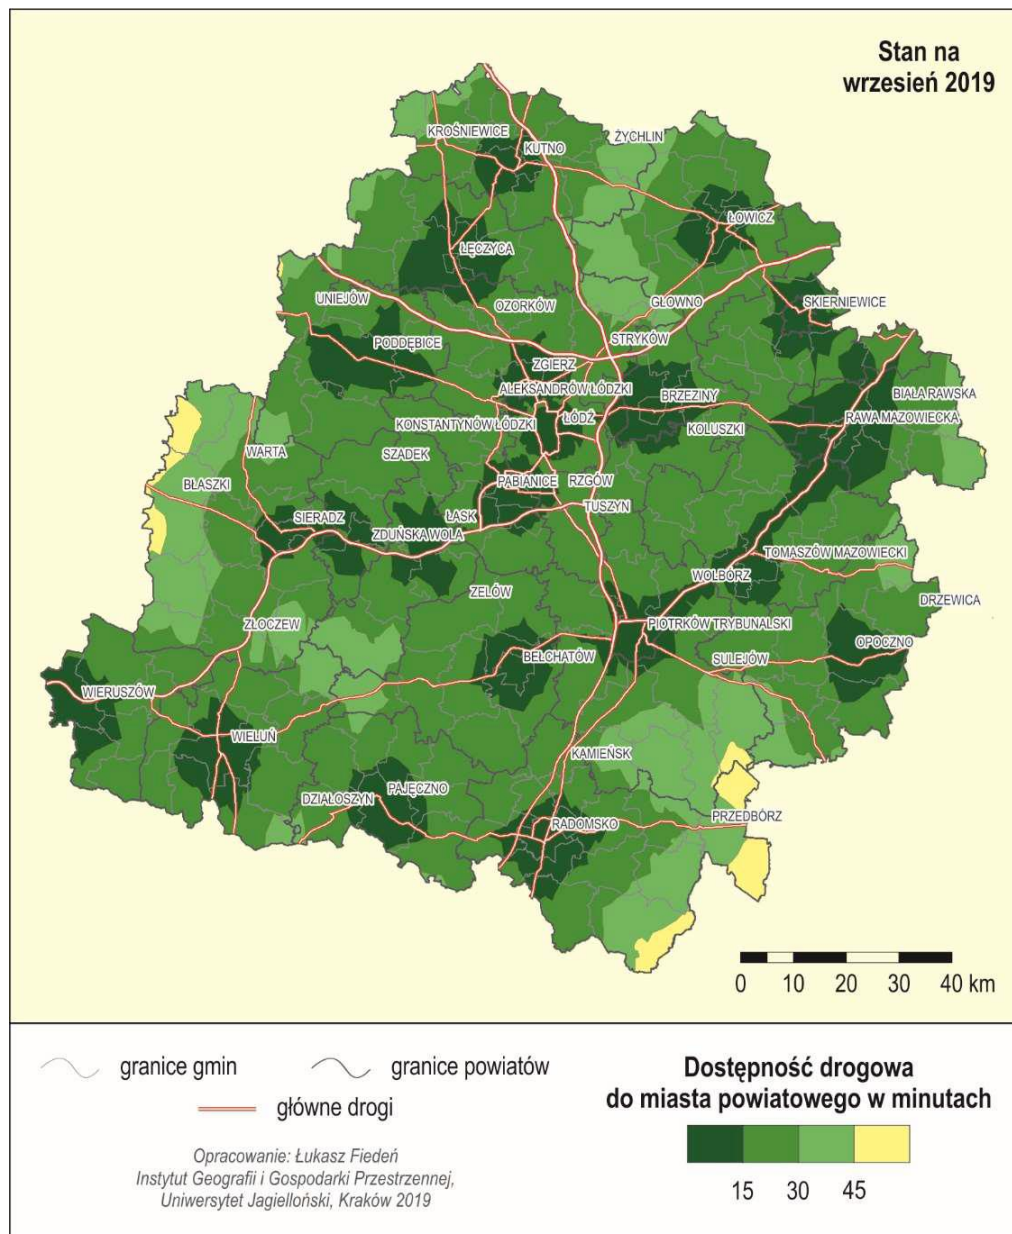 Stan na
wrzesień 2019
KROŚNIEWICE
KUTNO
ŻYCHLIN
ŁOWICZ
ŁĘCZYCA
UNIEJÓW
OZORKÓW
GŁOWNO
SKIERNIEWICE
STRYKÓW
PODDĘBICE
ZGIERZ
ALEKSANDRÓW ŁÓDZKI
BRZEZINY
BIAŁA RAWSKA
KONSTANTYNÓW ŁÓDZKI
ŁÓDŹ
KOLUSZKI
RAWA MAZOWIECKA
WARTA
SZADEK
BŁASZKI
PABIANICE
RZGÓW
SIERADZ
ŁASK
TUSZYN
ZDUŃSKA WOLA
TOMASZÓW MAZOWIECKI
WOLBÓRZ
ZELÓW
DRZEWICA
ZŁOCZEW
PIOTRKÓW TRYBUNALSKI
OPOCZNO
BEŁCHATÓW
SULEJÓW
WIERUSZÓW
WIELUŃ
KAMIEŃSK
PAJĘCZNO
DZIAŁOSZYN
RADOMSKO
PRZEDBÓRZ
0 10 20 30 40 km
granice gmin
granice powiatów
główne drogi
Opracowanie: Łukasz Fiedeń
Instytut Geografii i Gospodarki Przestrzennej,
Uniwersytet Jagielloński, Kraków 2019
Dostępność drogowa
do miasta powiatowego w minutach
15 30 45